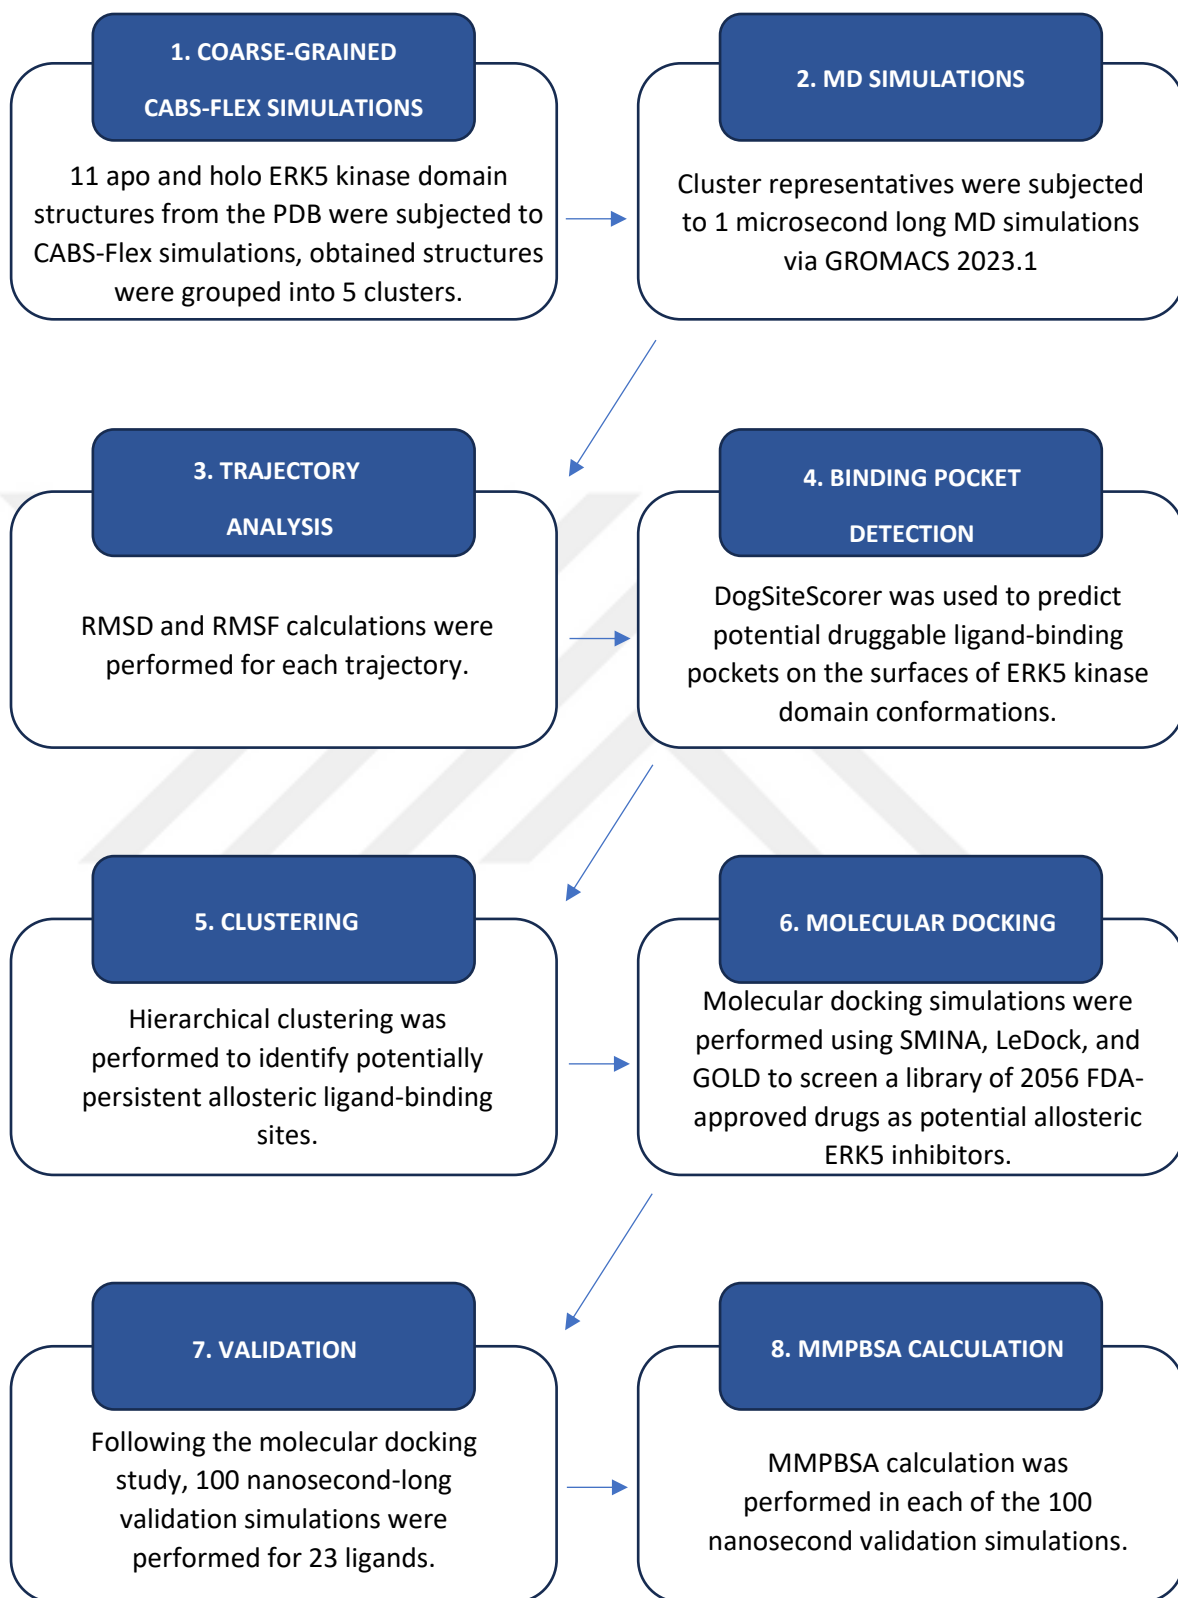 1. COARSE-GRAINED
CABS-FLEX SIMULATIONS
11 apo and holo ERK5 kinase domain
structures from the PDB were subjected to
CABS-Flex simulations, obtained structures
were grouped into 5 clusters.
2. MD SIMULATIONS
Cluster representatives were subjected
to 1 microsecond long MD simulations
via GROMACS 2023.1
3. TRAJECTORY
ANALYSIS
RMSD and RMSF calculations were
performed for each trajectory.
4. BINDING POCKET
DETECTION
DogSiteScorer was used to predict
potential druggable ligand-binding
pockets on the surfaces of ERK5 kinase
domain conformations.
5. CLUSTERING
Hierarchical clustering was
performed to identify potentially
persistent allosteric ligand-binding
sites.
6. MOLECULAR DOCKING
Molecular docking simulations were
performed using SMINA, LeDock, and
GOLD to screen a library of 2056 FDA-
approved drugs as potential allosteric
ERK5 inhibitors.
7. VALIDATION
Following the molecular docking
study, 100 nanosecond-long
validation simulations were
performed for 23 ligands.
8. MMPBSA CALCULATION
MMPBSA calculation was
performed in each of the 100
nanosecond validation simulations.